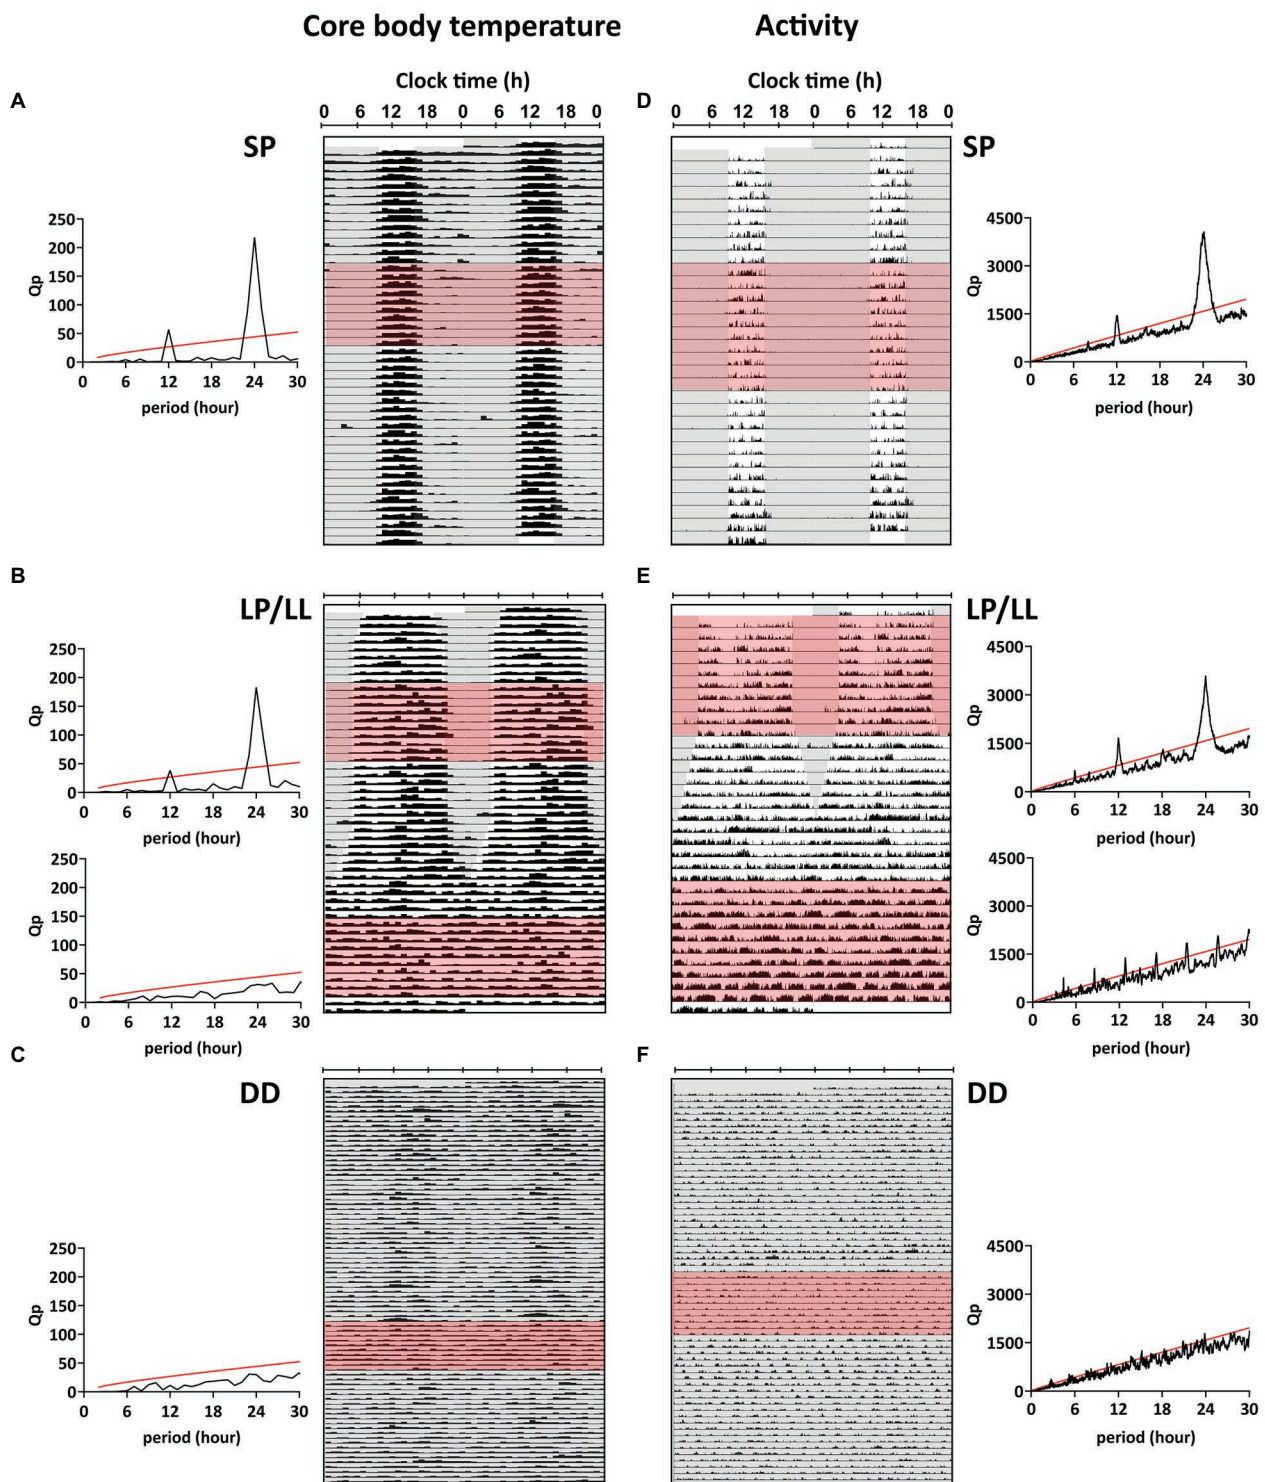 Core body temperature
Activity
Clock time (h)
Clock time (h)
A
D
0 6 12 18 0 6 12 18 0
0 6 12 18 0 6 12 18 0
SP
SP
250
200
150
100
50
0
Qp
0 6 12 18 24 30
period (hour)
4500
3000
1500
0
Qp
0 6 12 18 24 30
period (hour)
B
E
LP/LL
LP/LL
250
200
150
100
50
0
Qp
0 6 12 18 24 30
period (hour)
4500
3000
1500
0
Qp
0 6 12 18 24 30
period (hour)
250
200
150
100
50
0
Qp
0 6 12 18 24 30
period (hour)
4500
3000
1500
0
Qp
0 6 12 18 24 30
period (hour)
C
F
DD
DD
250
200
150
100
50
0
Qp
0 6 12 18 24 30
period (hour)
4500
3000
1500
0
Qp
0 6 12 18 24 30
period (hour)